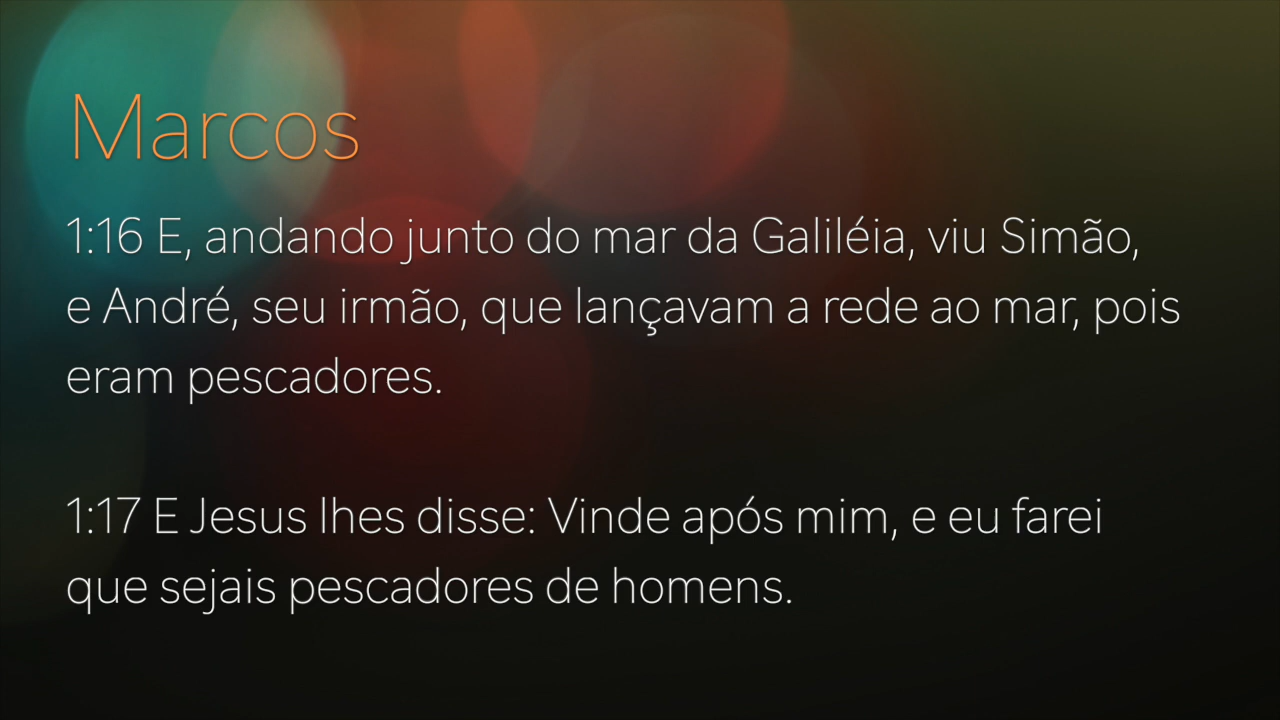 Marcos
1:16 E, andando junto do mar da Galiléia, viu Simão,
e André, seu irmão, que lançavam a rede ao mar, pois
eram pescadores.
1:17 E Jesus lhes disse: Vinde após mim, e eu farei
que sejais pescadores de homens.